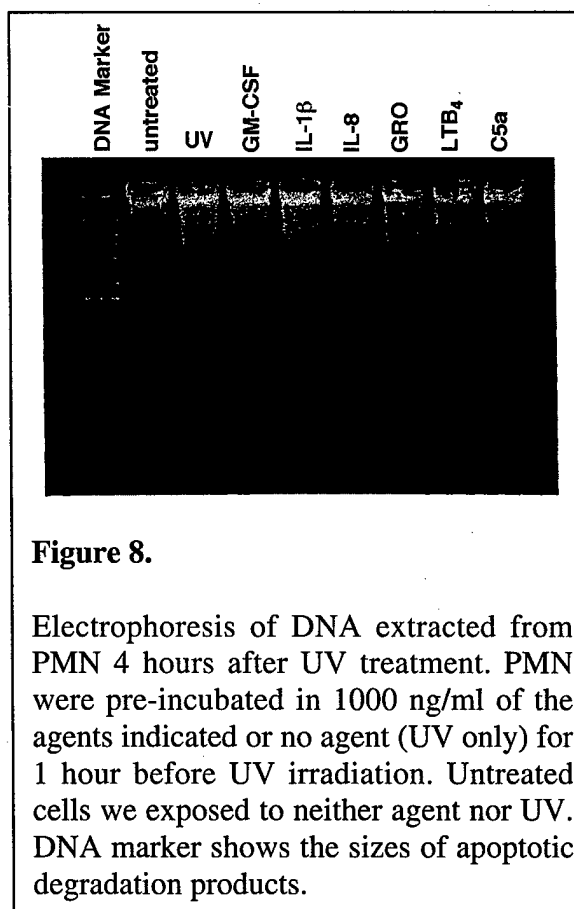 DNA Marker
untreated
UV
GM-CSF
IL-1β
IL-8
GRO
LTB₄
C5a
Figure 8.
Electrophoresis of DNA extracted from
PMN 4 hours after UV treatment. PMN
were pre-incubated in 1000 ng/ml of the
agents indicated or no agent (UV only) for
1 hour before UV irradiation. Untreated
cells we exposed to neither agent nor UV.
DNA marker shows the sizes of apoptotic
degradation products.